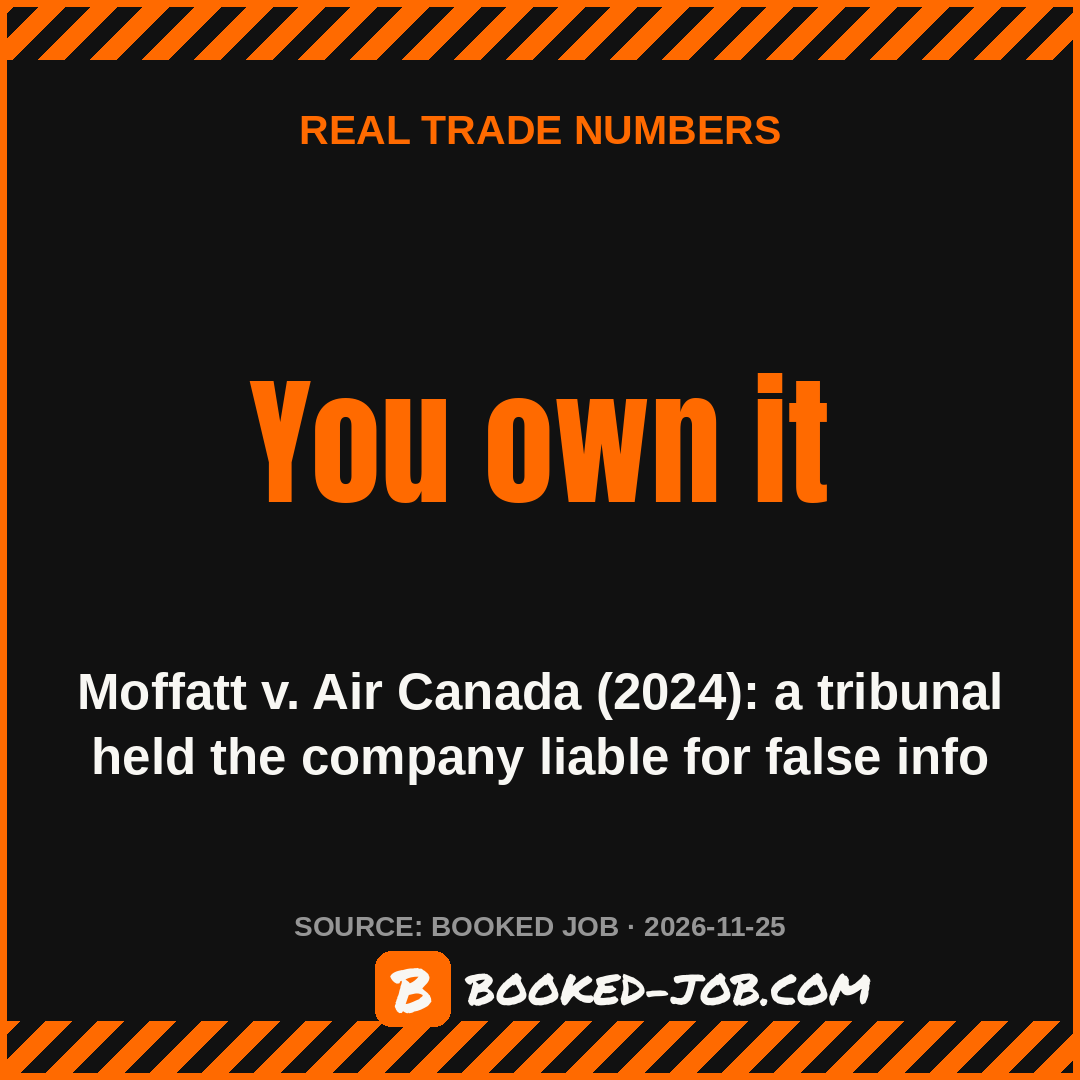 REAL TRADE NUMBERS
You own it
Moffatt v. Air Canada (2024): a tribunal
held the company liable for false info
SOURCE: BOOKED JOB · 2026-11-25
B BOOKED-JOB.COM